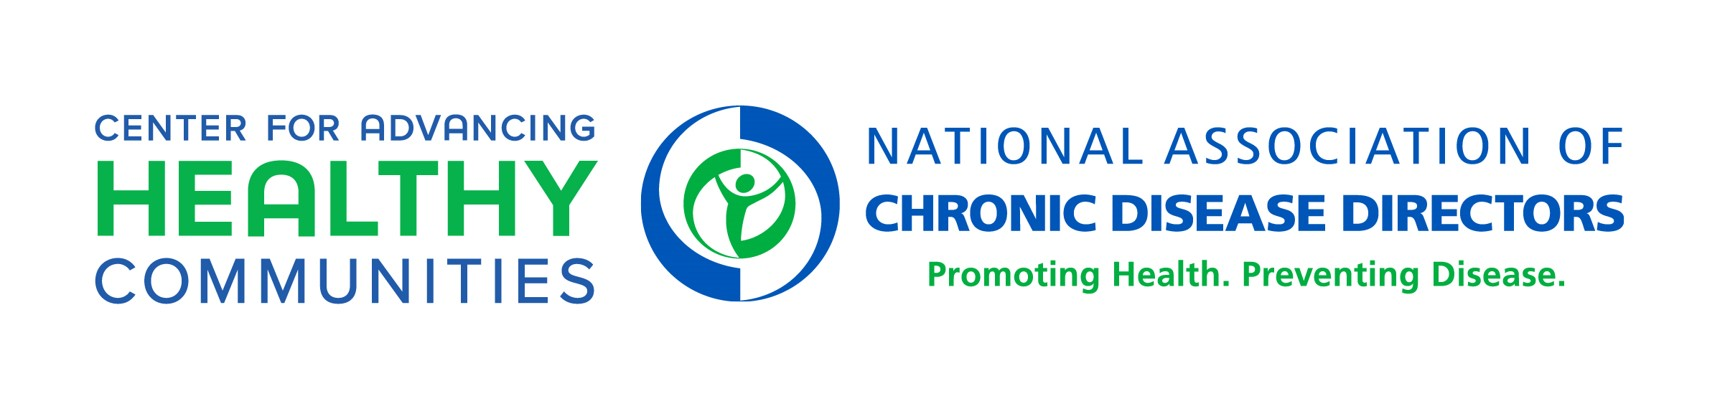 CENTER FOR ADVANCING
HEALTHY
COMMUNITIES
NATIONAL ASSOCIATION OF
CHRONIC DISEASE DIRECTORS
Promoting Health. Preventing Disease.